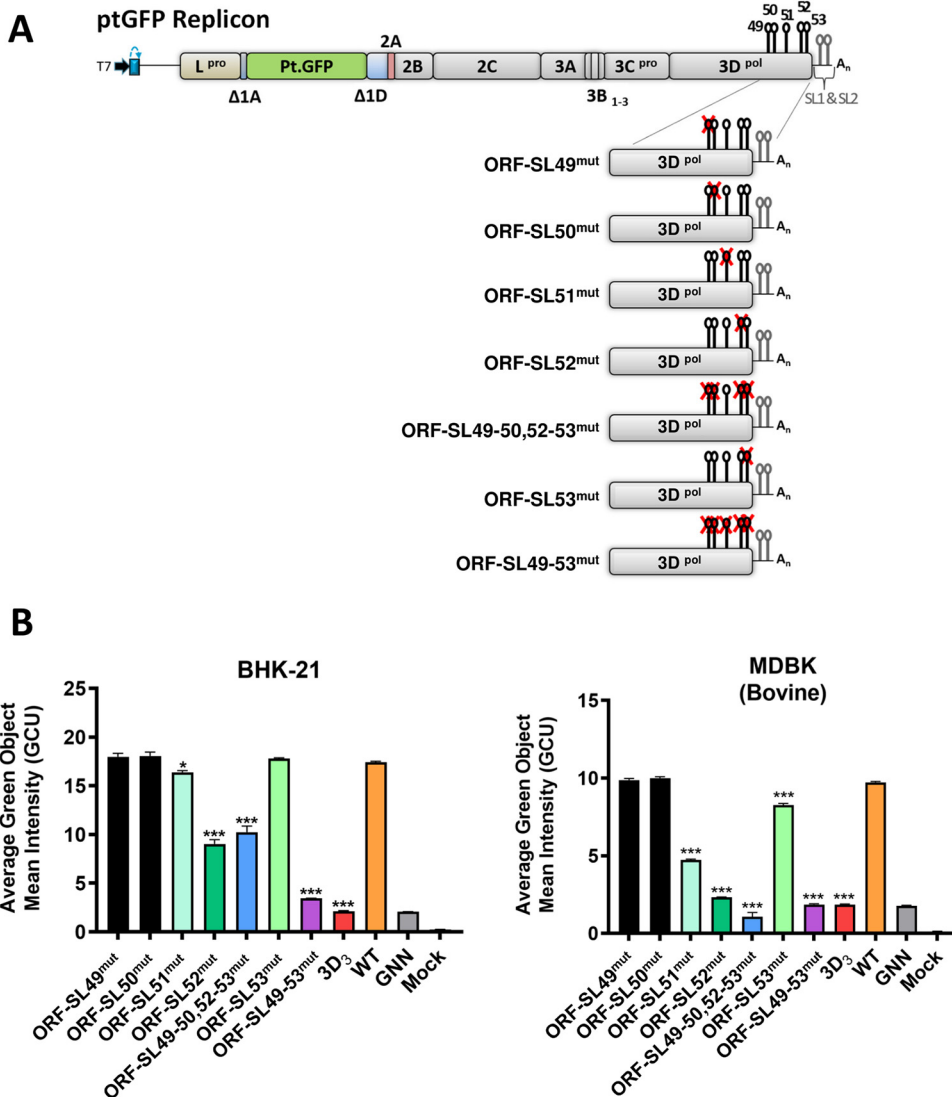 A
ptGFP Replicon
50 52
49 51 53
2A
T7
L pro
Pt.GFP
2B
2C
3A
3C pro
3D pol
An
Δ1A
Δ1D
3B 1-3
SL1 & SL2
ORF-SL49mut
3D pol
An
ORF-SL50mut
3D pol
An
ORF-SL51mut
3D pol
An
ORF-SL52mut
3D pol
An
ORF-SL49-50,52-53mut
3D pol
An
ORF-SL53mut
3D pol
An
ORF-SL49-53mut
3D pol
An
B
BHK-21
Average Green Object
Mean Intensity (GCU)
25
20
15
10
5
0
*
***
***
***
***
ORF-SL49mut
ORF-SL50mut
ORF-SL51mut
ORF-SL52mut
ORF-SL49-50,52-53mut
ORF-SL53mut
ORF-SL49-53mut
3D3
WT
GNN
Mock
MDBK
(Bovine)
Average Green Object
Mean Intensity (GCU)
15
10
5
0
***
***
***
***
***
***
ORF-SL49mut
ORF-SL50mut
ORF-SL51mut
ORF-SL52mut
ORF-SL49-50,52-53mut
ORF-SL53mut
ORF-SL49-53mut
3D3
WT
GNN
Mock